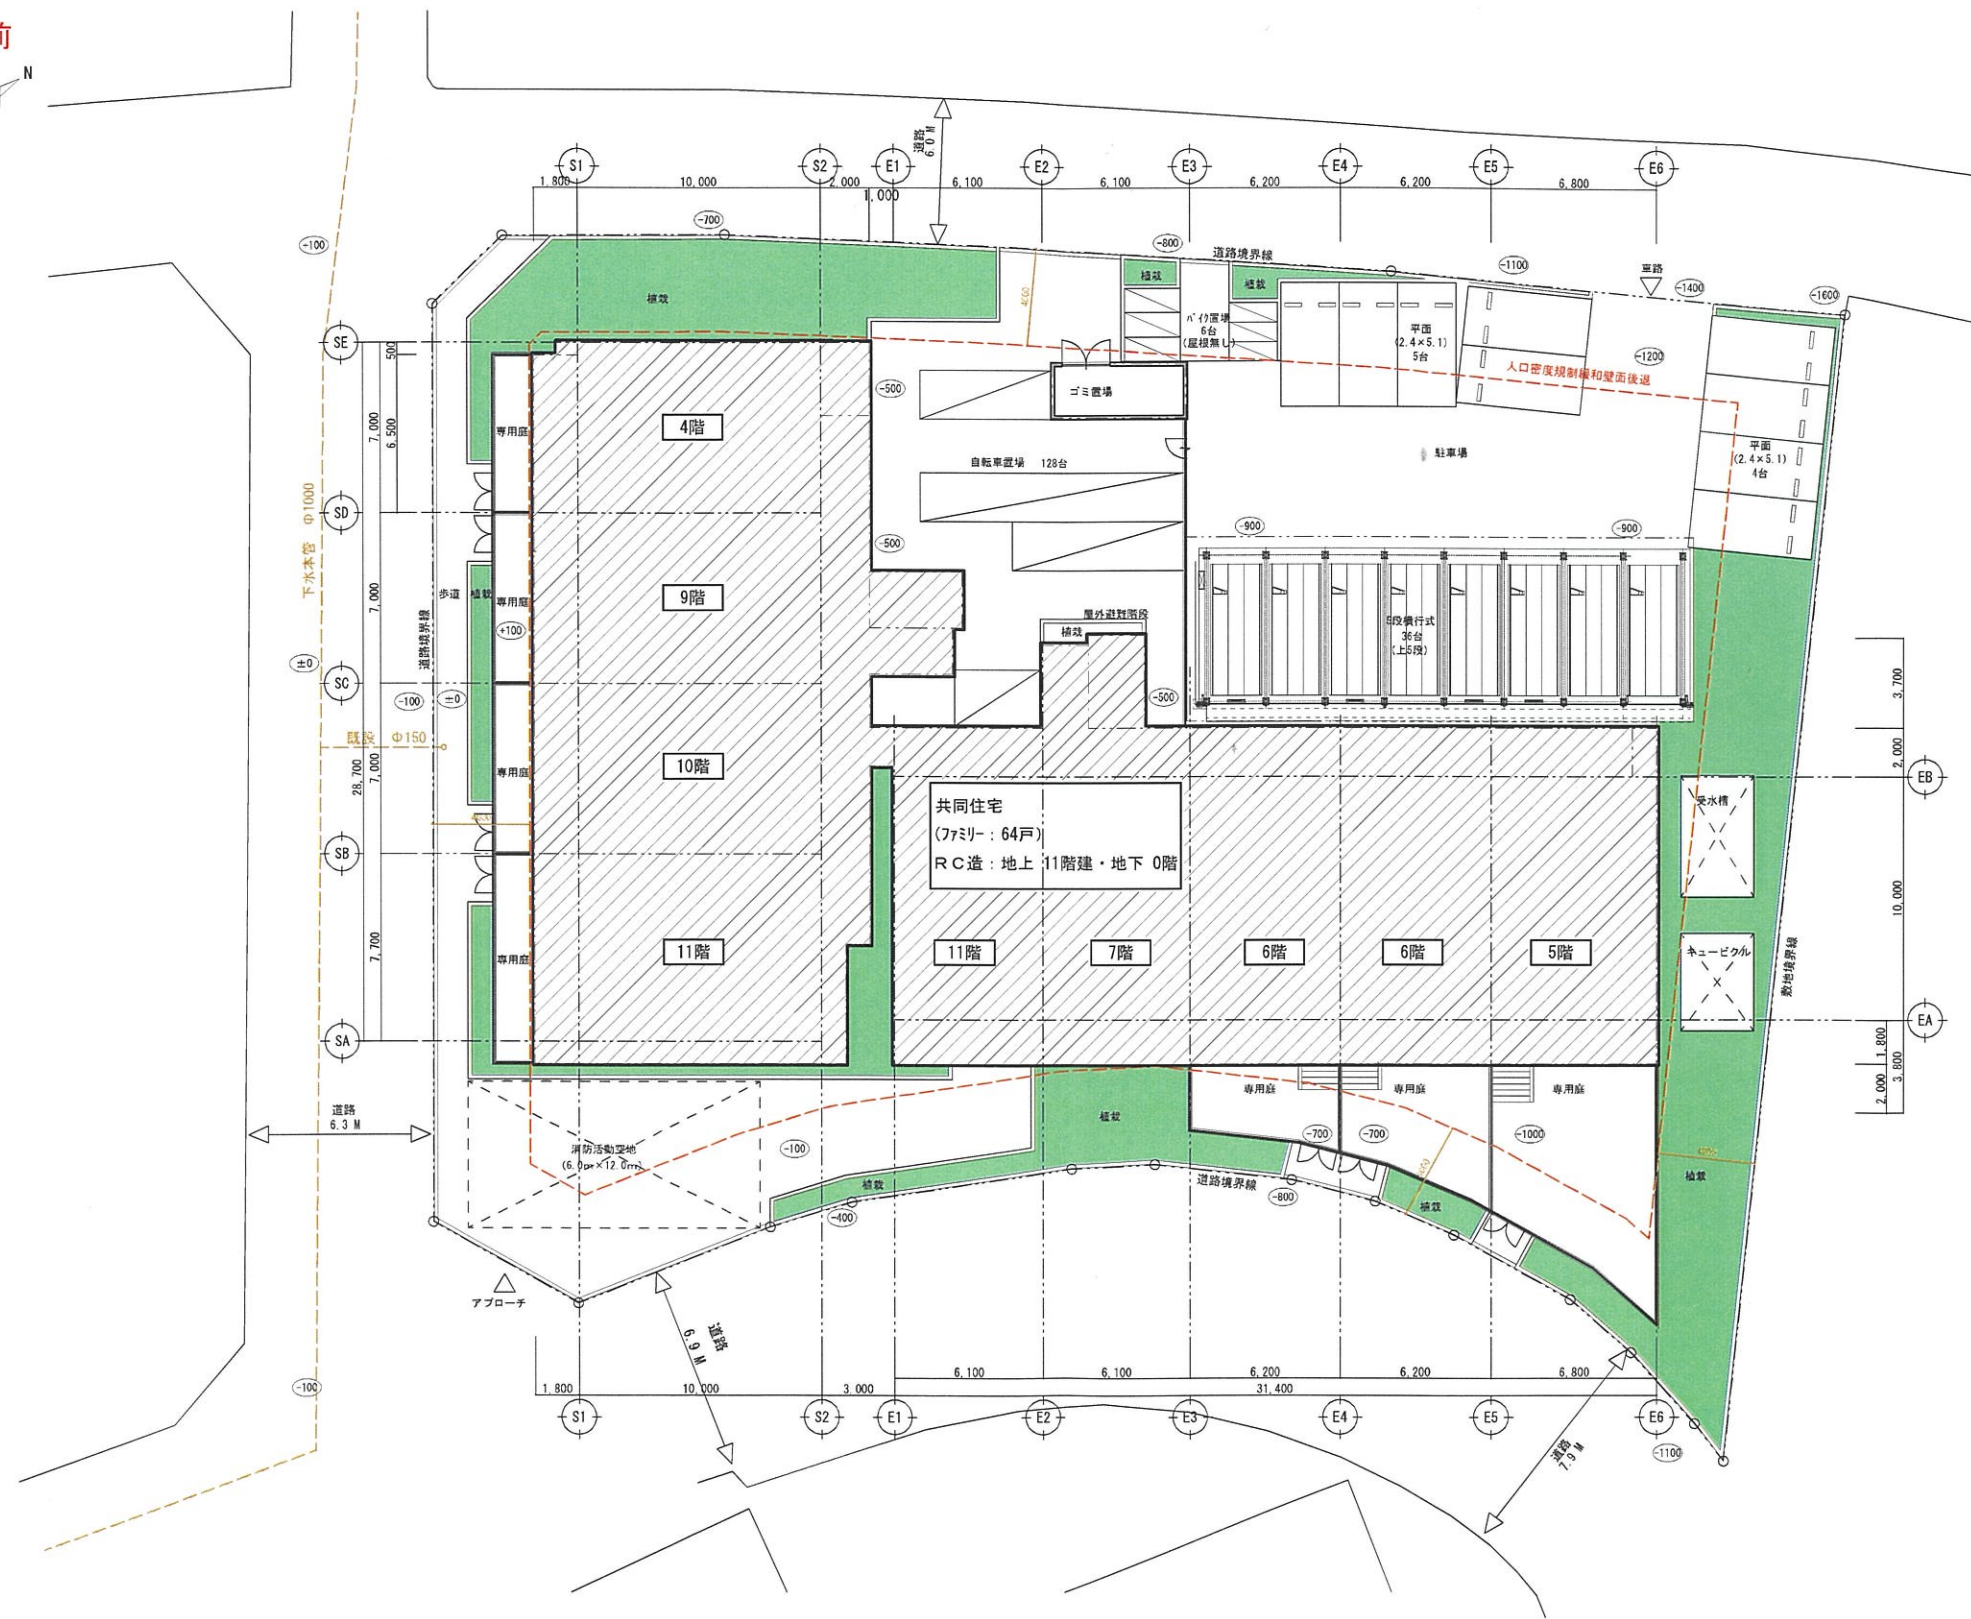 前
N
道路
6.0 M
S1
S2
E1
E2
E3
E4
E5
E6
1,800
10,000
2,000
1,000
6,100
6,100
6,200
6,200
6,800
-100
-700
-800
道路境界線
-1100
車路
-1400
-1600
植栽
植栽
植栽
4000
バイク置場
6台
(屋根無し)
平面
(2.4×5.1)
5台
-1200
人口密度規制緩和壁面後退
SE
500
7,000
6,500
専用庭
4階
-500
ゴミ置場
自転車置場 128台
駐車場
平面
(2.4×5.1)
4台
下水本管 Φ1000
SD
-500
-900
-900
7,000
道路境界線
歩道
植栽
専用庭
+100
9階
屋外避難階段
植栽
5段横行式
36台
(上5段)
±0
SC
-100
±0
-500
3,700
既設 Φ150
28,700
7,000
専用庭
10階
2,000
EB
共同住宅
(ファミリー：64戸)
RC造：地上 11階建・地下 0階
受水槽
SB
10,000
7,700
専用庭
11階
11階
7階
6階
6階
5階
キュービクル
敷地境界線
SA
EA
1,800
3,800
2,000
道路
6.3 M
消防活動空地
(6.0m×12.0m)
-100
植栽
専用庭
専用庭
専用庭
-700
-700
-1000
植栽
植栽
-400
道路境界線
-800
植栽
アプローチ
道路
6.9 M
-100
6,100
6,100
6,200
6,200
6,800
1,800
10,000
3,000
31,400
S1
S2
E1
E2
E3
E4
E5
E6
-1100
道路
7.9 M